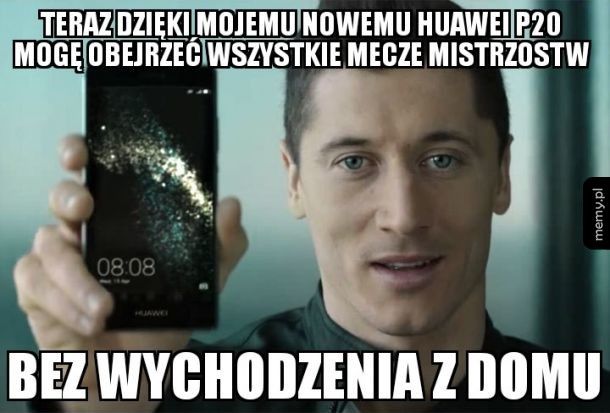 TERAZ DZIĘKI MOJEMU NOWEMU HUAWEI P20
MOGĘ OBEJRZEĆ WSZYSTKIE MECZE MISTRZOSTW
08:08
HUAWEI
memy.pl
BEZ WYCHODZENIA Z DOMU